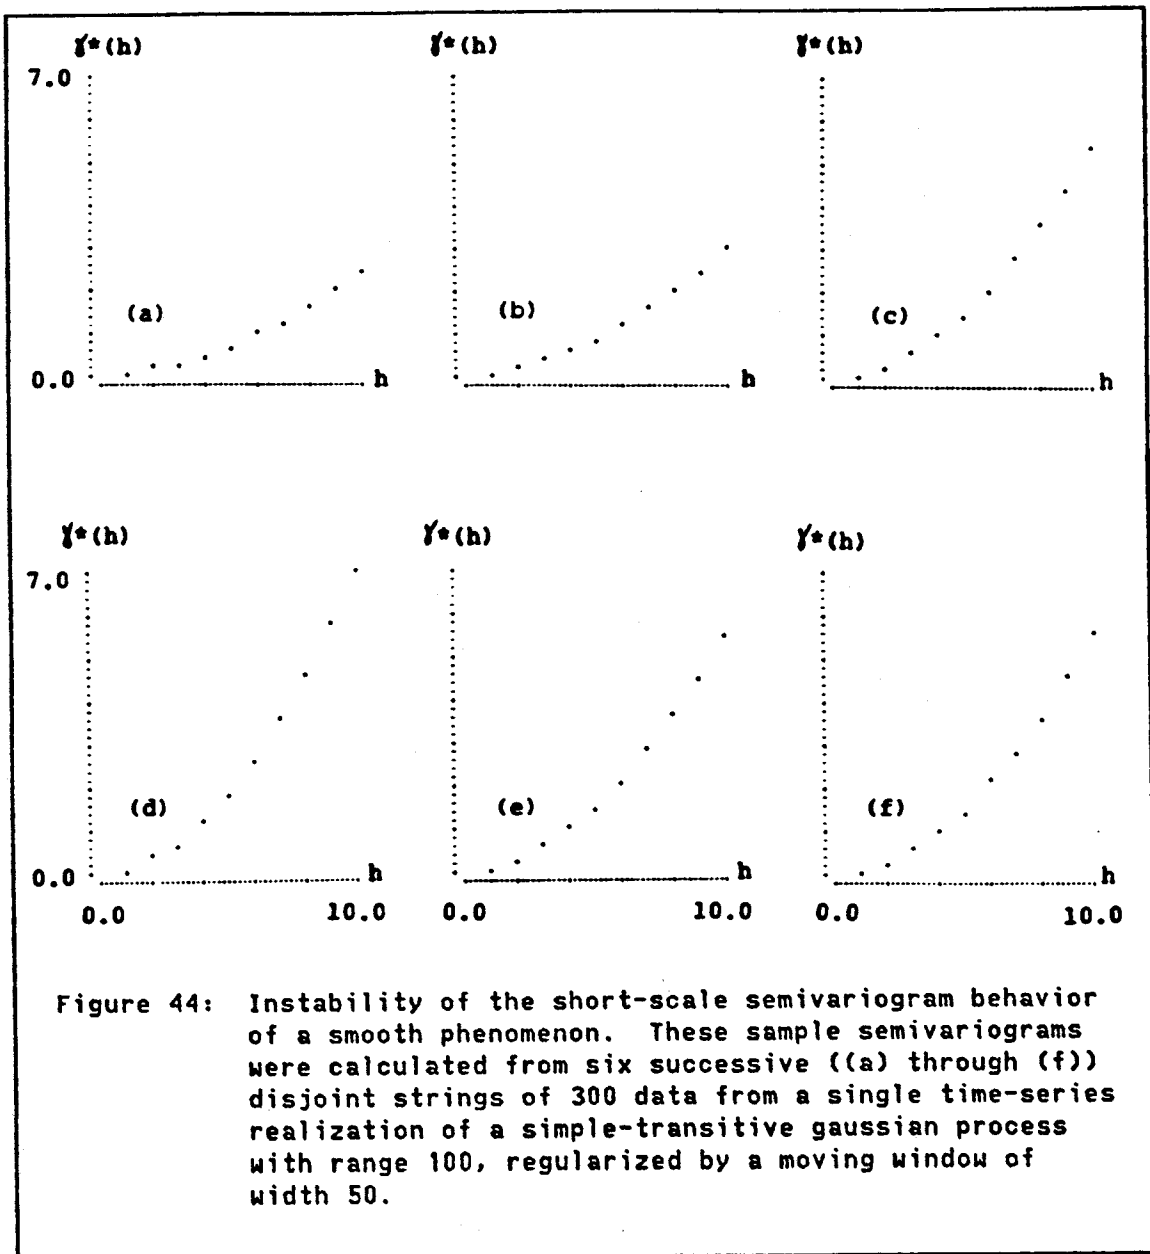 γ*(h) γ*(h) γ*(h)
7.0
(a) (b) (c)
0.0 h h h
γ*(h) γ*(h) γ*(h)
7.0
(d) (e) (f)
0.0 h h h
0.0 10.0 0.0 10.0 0.0 10.0
Figure 44: Instability of the short-scale semivariogram behavior
of a smooth phenomenon. These sample semivariograms
were calculated from six successive ((a) through (f))
disjoint strings of 300 data from a single time-series
realization of a simple-transitive gaussian process
with range 100, regularized by a moving window of
width 50.